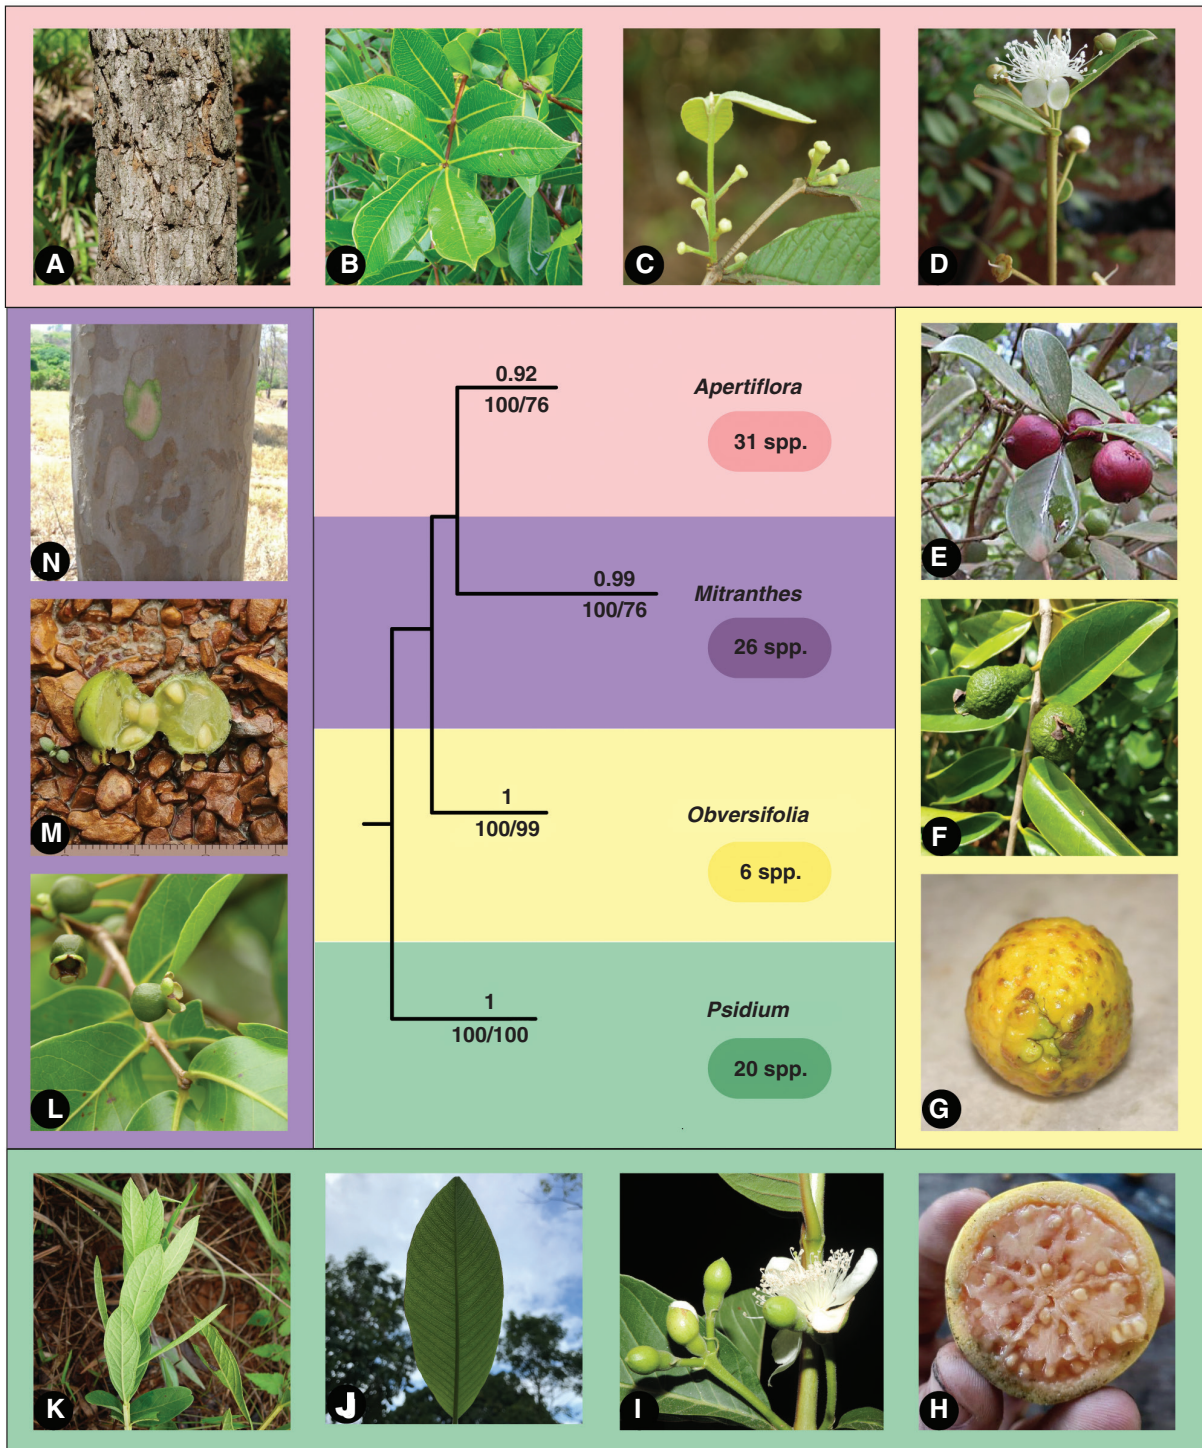 A
B
C
D
N
0.92
100/76
Apertiflora
31 spp.
E
0.99
100/76
Mitranthes
26 spp.
M
F
1
100/99
Obversifolia
6 spp.
L
G
1
100/100
Psidium
20 spp.
K
J
I
H